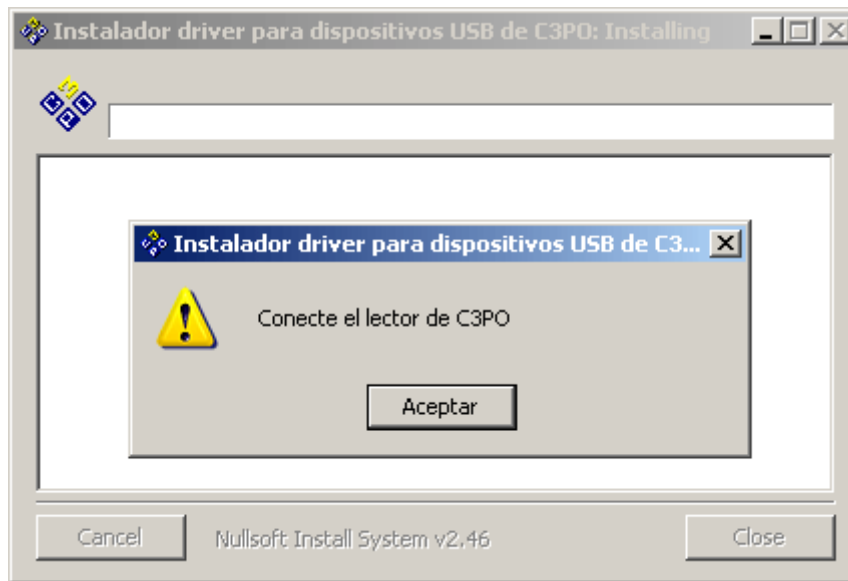 Instalador driver para dispositivos USB de C3PO: Installing
C3PO
Instalador driver para dispositivos USB de C3...
Conecte el lector de C3PO
Aceptar
Cancel
Nullsoft Install System v2.46
Close